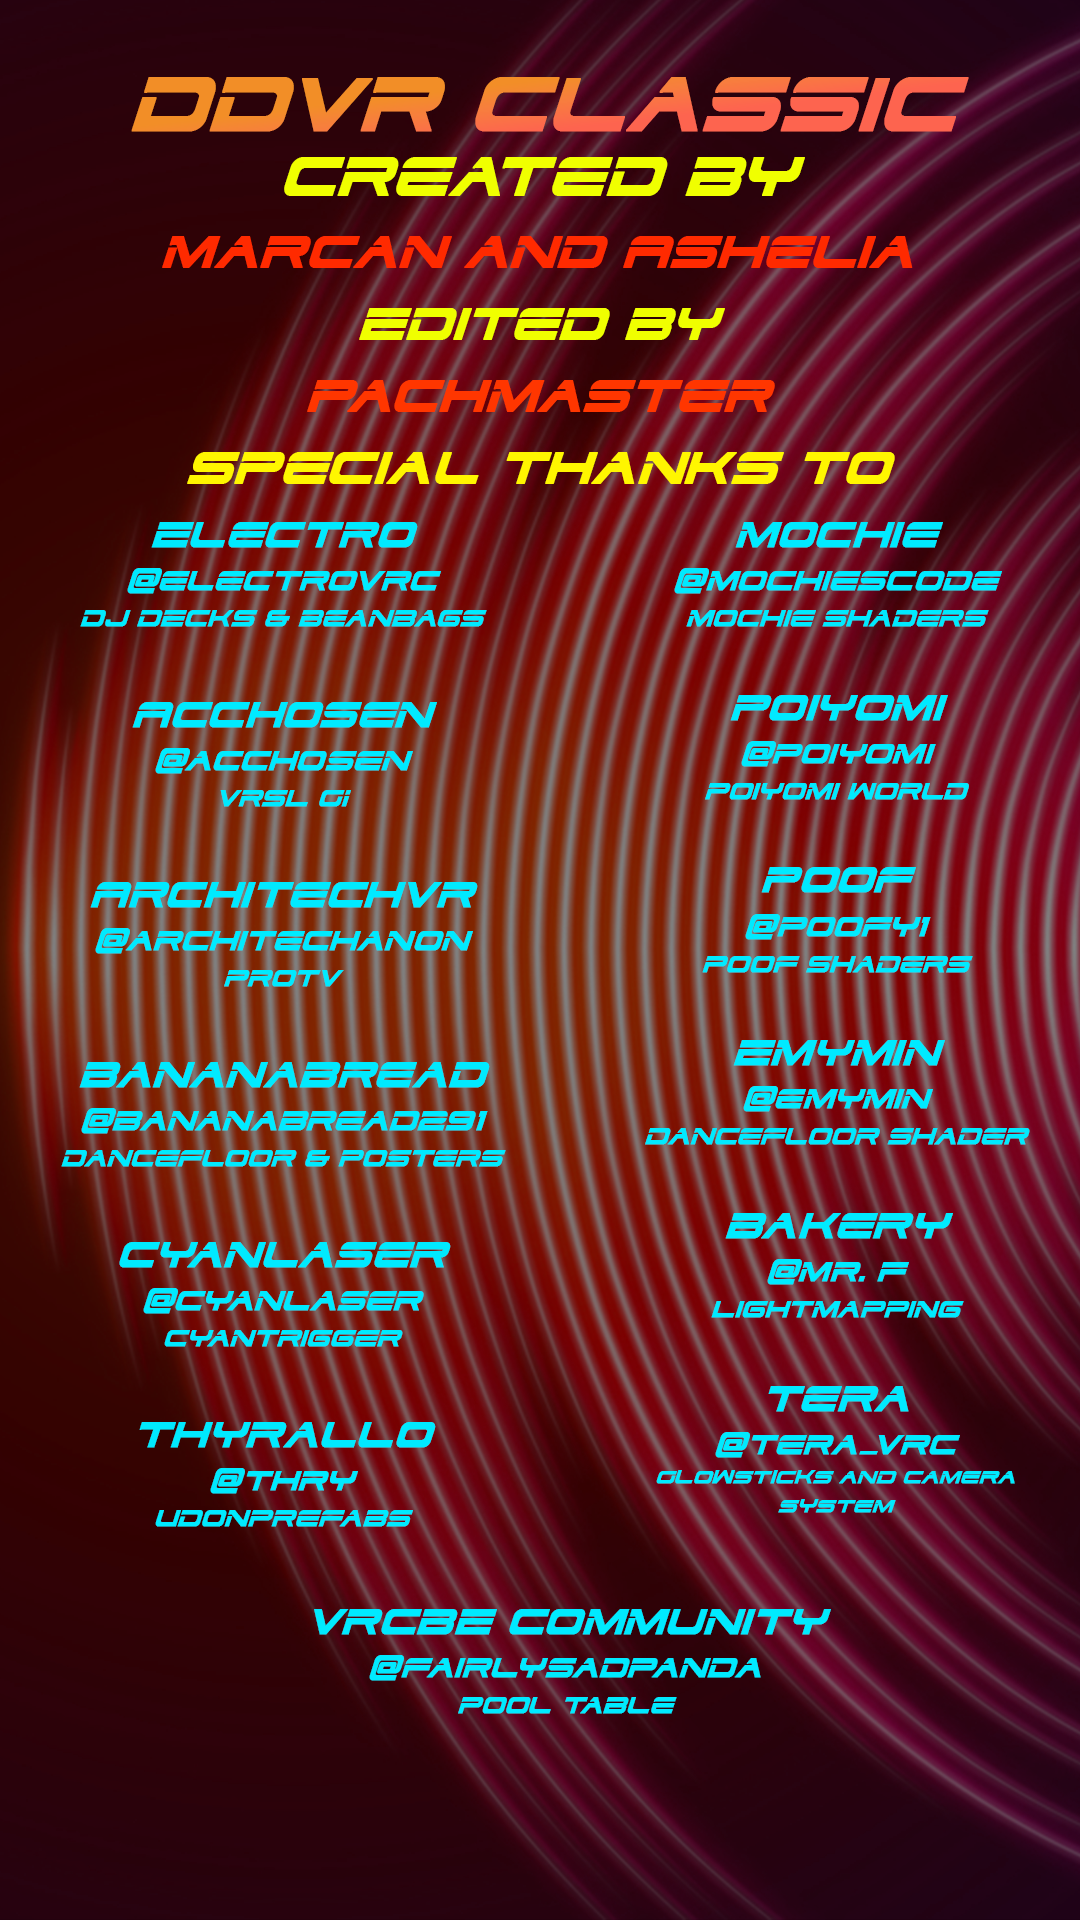 DDVR CLASSIC
CREATED BY
MARCAN AND ASHELIA
EDITED BY
PACHMASTER
SPECIAL THANKS TO
ELECTRO
@ELECTROVRC
DJ DECKS & BEANBAGS
ACCHOSEN
@ACCHOSEN
VRSL Gi
ARCHITECHVR
@ARCHITECHANON
PROTV
BANANABREAD
@BANANABREAD291
DANCEFLOOR & POSTERS
CYANLASER
@CYANLASER
CYANTRIGGER
THYRALLO
@THRY
UDONPREFABS
MOCHIE
@MOCHIESCODE
MOCHIE SHADERS
POIYOMI
@POIYOMI
POIYOMI WORLD
POOF
@POOFY1
POOF SHADERS
EMYMIN
@EMYMIN
DANCEFLOOR SHADER
BAKERY
@MR. F
LIGHTMAPPING
TERA
@TERA_VRC
GLOWSTICKS AND CAMERA
SYSTEM
VRCBE COMMUNITY
@FAIRLYSADPANDA
POOL TABLE